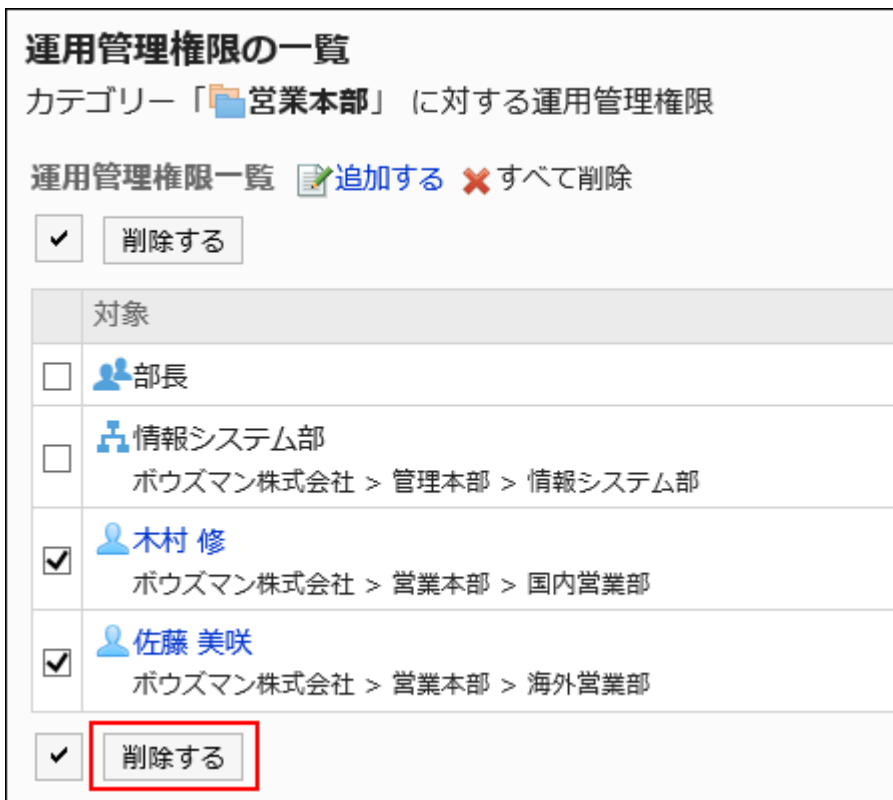 運用管理権限の一覧
カテゴリー「営業本部」 に対する運用管理権限
運用管理権限一覧 追加する すべて削除
削除する
対象
部長
情報システム部
ボウズマン株式会社 > 管理本部 > 情報システム部
木村 修
ボウズマン株式会社 > 営業本部 > 国内営業部
佐藤 美咲
ボウズマン株式会社 > 営業本部 > 海外営業部
削除する